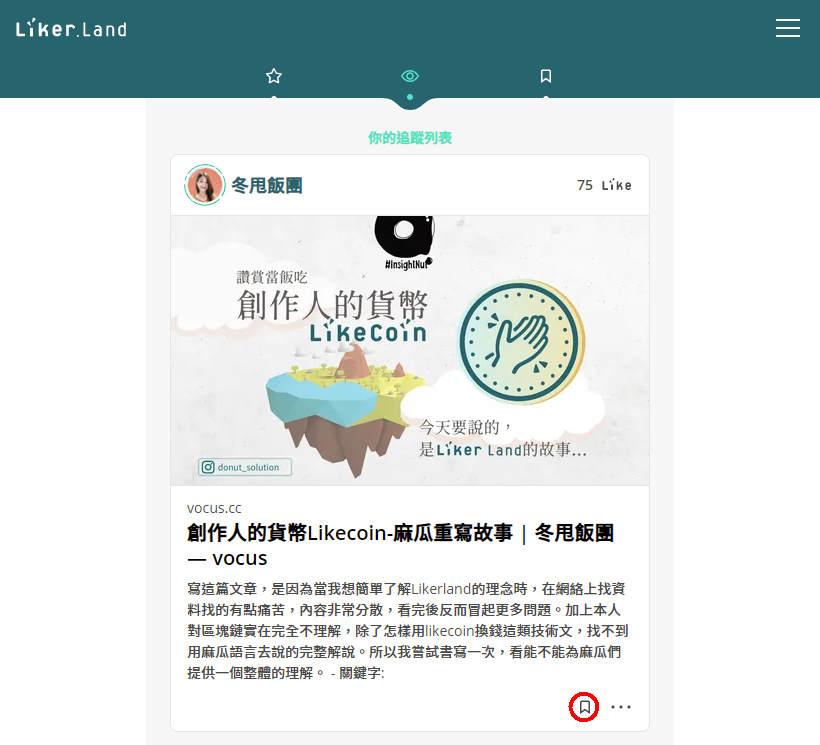 Liker.Land
你的追蹤列表
冬甩飯團
75 Like
#InsightNut
讚賞當飯吃
創作人的貨幣
LikeCoin
今天要說的，
是Liker Land的故事...
donut_solution
vocus.cc
創作人的貨幣Likecoin-麻瓜重寫故事｜冬甩飯團
— vocus
寫這篇文章，是因為當我想簡單了解Likerland的理念時，在網絡上找資
料找的有點痛苦，內容非常分散，看完後反而冒起更多問題。加上本人
對區塊鏈實在完全不理解，除了怎樣用likecoin換錢這類技術文，找不到
用麻瓜語言去說的完整解說。所以我嘗試書寫一次，看能不能為麻瓜們
提供一個整體的理解。 - 關鍵字: